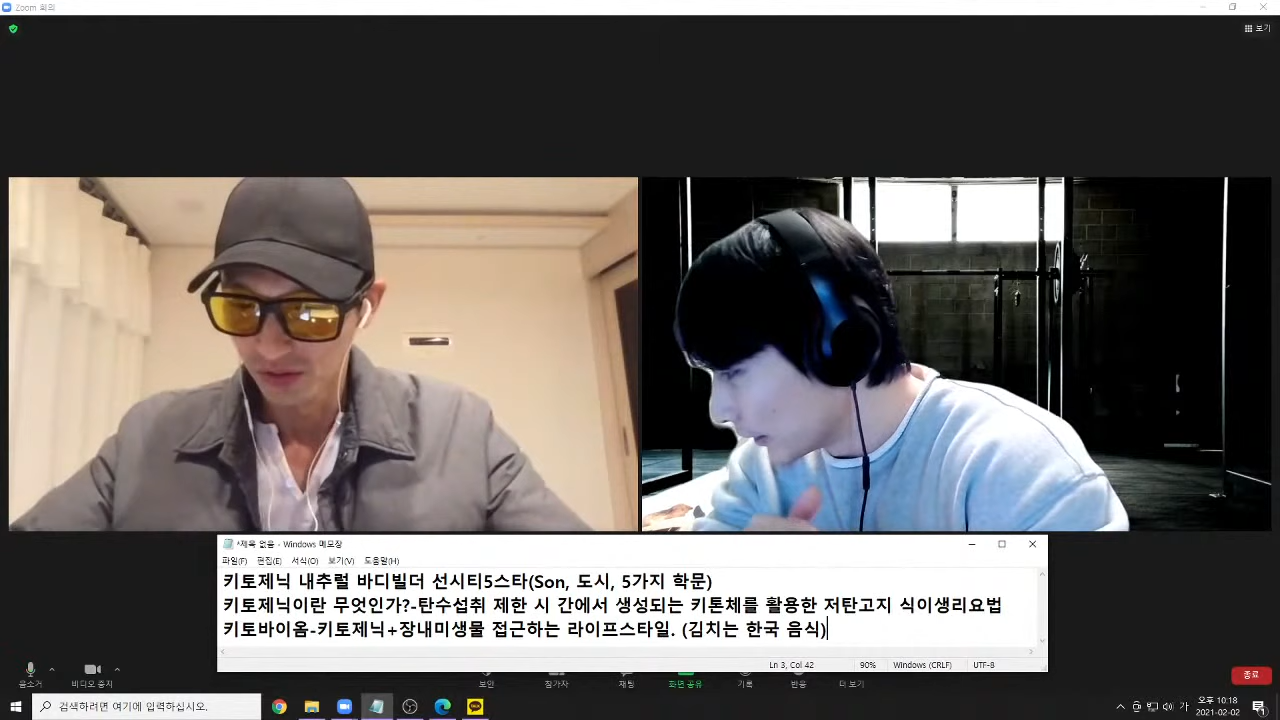 Zoom 회의
보기
*제목 없음 - Windows 메모장
파일(F) 편집(E) 서식(O) 보기(V) 도움말(H)
키토제닉 내추럴 바디빌더 선시티5스타(Son, 도시, 5가지 학문)
키토제닉이란 무엇인가?-탄수섭취 제한 시 간에서 생성되는 키톤체를 활용한 저탄고지 식이생리요법
키토바이옴-키토제닉+장내미생물 접근하는 라이프스타일. (김치는 한국 음식)
Ln 3, Col 42 90% Windows (CRLF) UTF-8
음소거 비디오 중지 보안 참가자 채팅 화면 공유 기록 반응 더 보기 종료
검색하려면 여기에 입력하십시오.
가 오후 10:18
2021-02-02